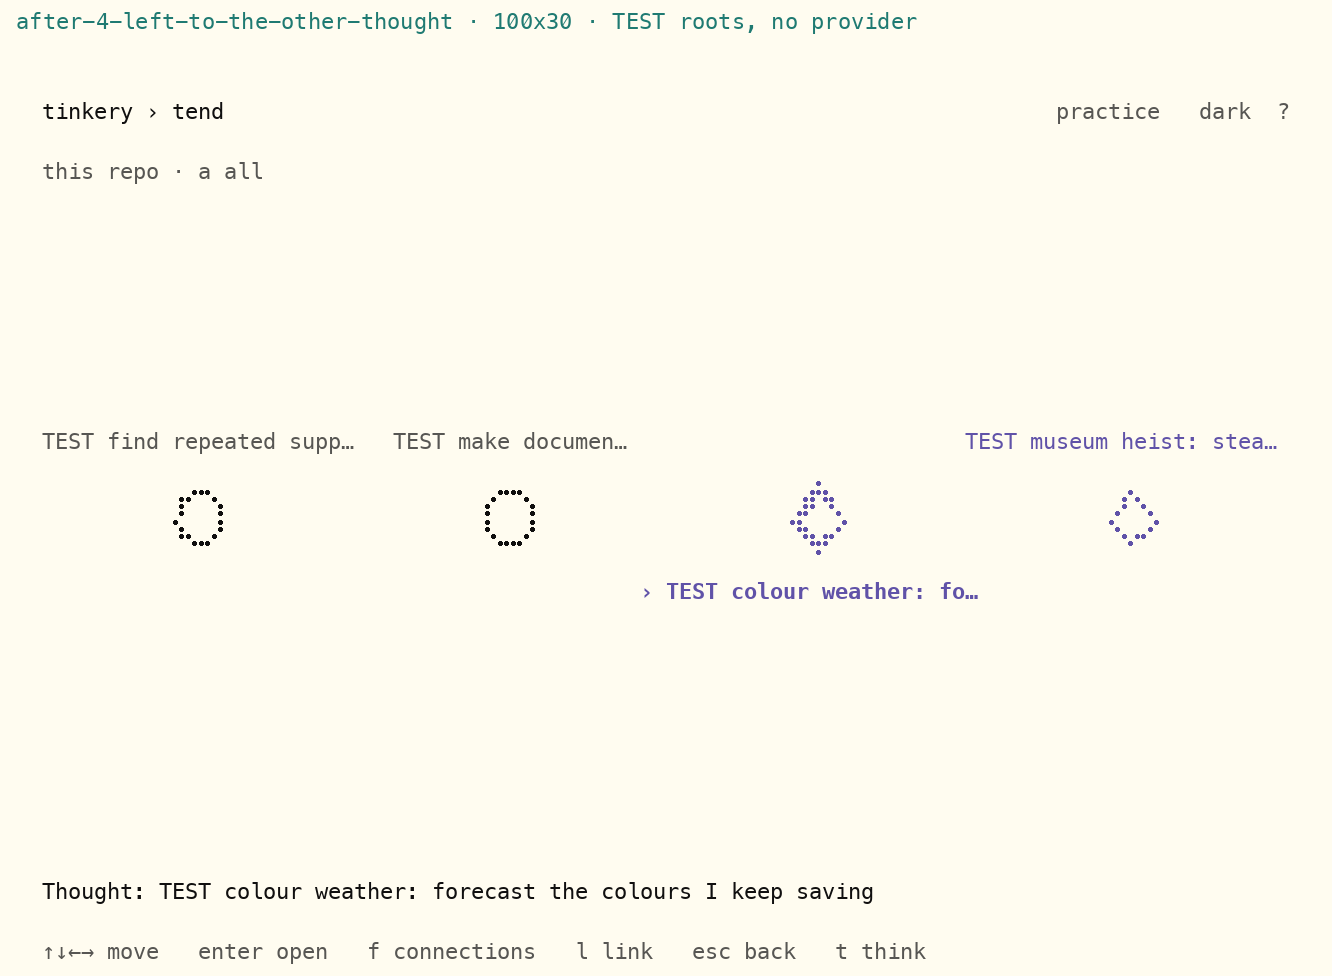 after-4-left-to-the-other-thought · 100x30 · TEST roots, no provider
tinkery › tend practice dark ?
this repo · a all
TEST find repeated supp… TEST make documen… TEST museum heist: stea…
› TEST colour weather: fo…
Thought: TEST colour weather: forecast the colours I keep saving
↑↓←→ move enter open f connections l link esc back t think